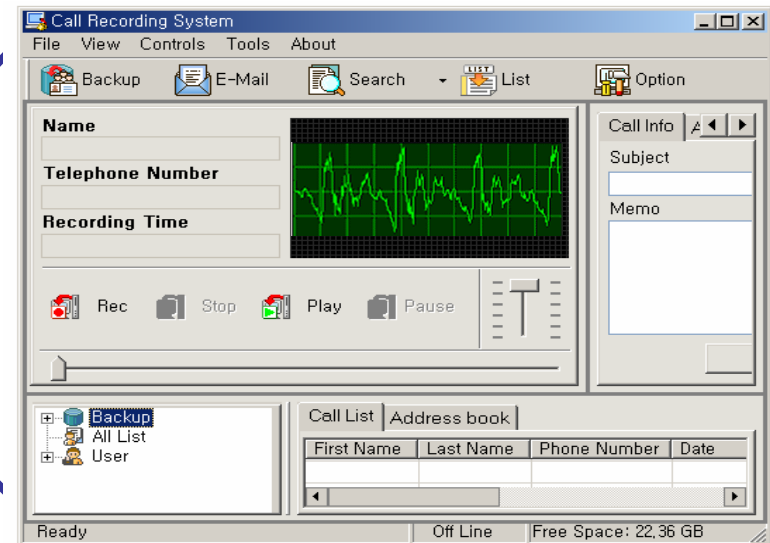 Call Recording System
File View Controls Tools About
Backup E-Mail Search LIST List Option
Name
Telephone Number
Recording Time
Call Info
Subject
Memo
Rec Stop Play Pause
Backup
All List
User
Call List Address book
First Name Last Name Phone Number Date
Ready Off Line Free Space: 22,36 GB